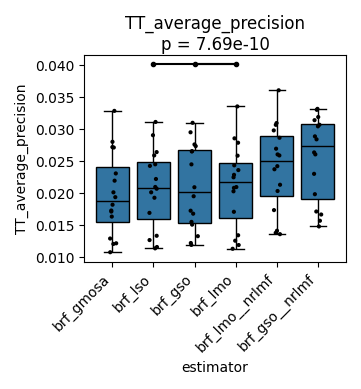 TT_average_precision
p = 7.69e-10
TT_average_precision
0.040
0.035
0.030
0.025
0.020
0.015
0.010
brf_gmosa
brf_lso
brf_gso
brf_lmo
brf_lmo__nrlmf
brf_gso__nrlmf
estimator